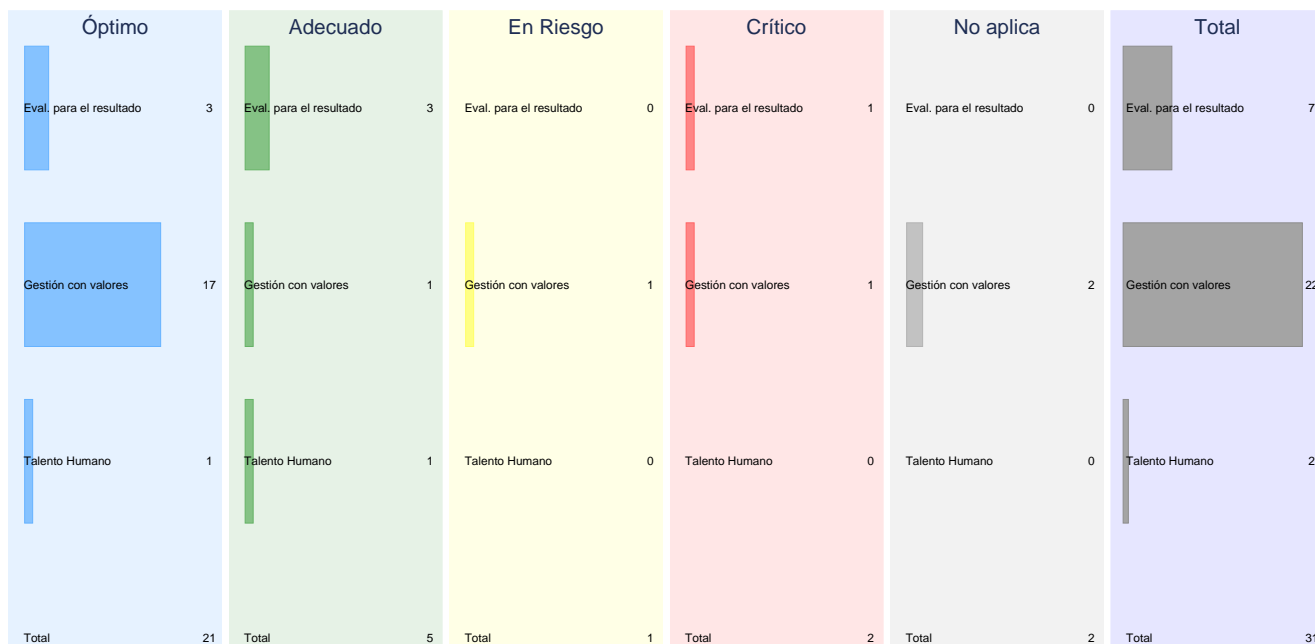 Óptimo Adecuado En Riesgo Crítico No aplica Total
Eval. para el resultado 3 Eval. para el resultado 3 Eval. para el resultado 0 Eval. para el resultado 1 Eval. para el resultado 0 Eval. para el resultado 7
Gestión con valores 17 Gestión con valores 1 Gestión con valores 1 Gestión con valores 1 Gestión con valores 2 Gestión con valores 22
Talento Humano 1 Talento Humano 1 Talento Humano 0 Talento Humano 0 Talento Humano 0 Talento Humano 2
Total 21 Total 5 Total 1 Total 2 Total 2 Total 31